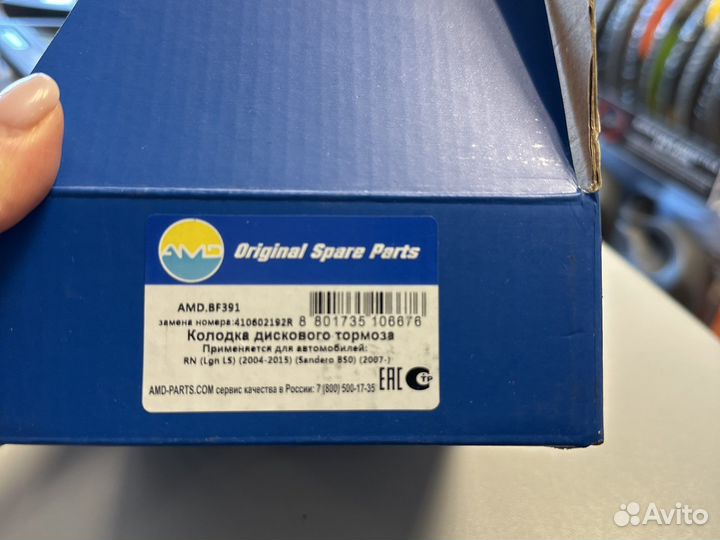 AMD Original Spare Parts
AMD.BF391
замена номера:410602192R
8 801735 106676
Колодка дискового тормоза
Применяется для автомобилей:
RN (Lgn LS) (2004-2015) (Sandero BS0) (2007-)
EAC
СТР
AMD-PARTS.COM сервис качества в России: 7 (800) 500-17-35
Avito